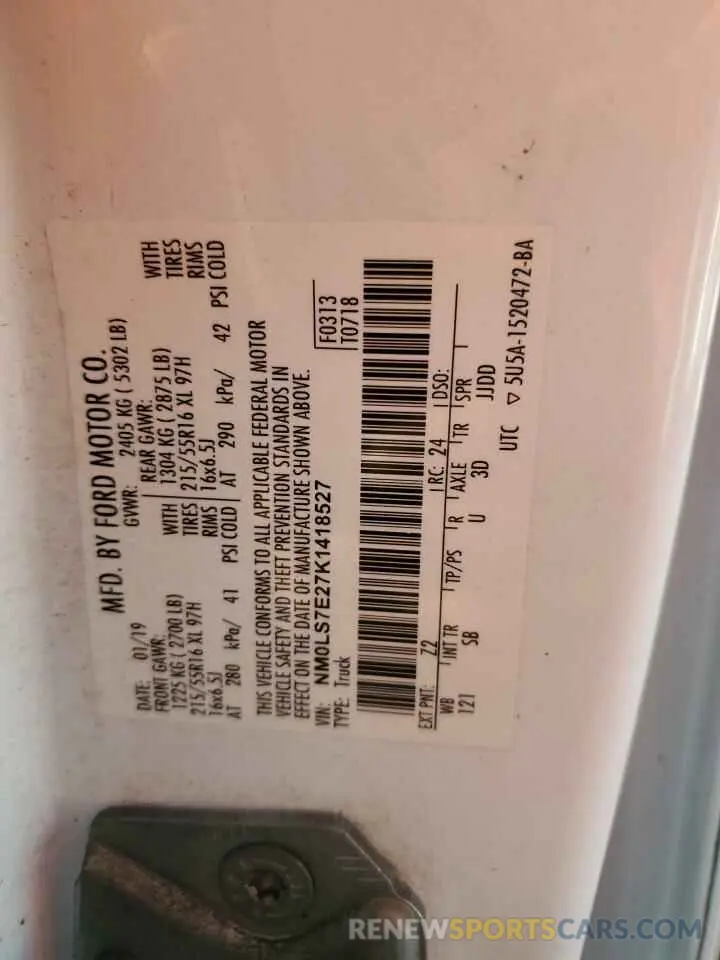 MFD. BY FORD MOTOR CO.
DATE: 01/19 GVWR: 2405 KG ( 5302 LB)
FRONT GAWR: REAR GAWR:
1225 KG ( 2700 LB) WITH 1304 KG ( 2875 LB) WITH
215/55R16 XL 97H TIRES 215/55R16 XL 97H TIRES
16x6.5J RIMS 16x6.5J RIMS
AT 280 kPa/ 41 PSI COLD AT 290 kPa/ 42 PSI COLD
THIS VEHICLE CONFORMS TO ALL APPLICABLE FEDERAL MOTOR
VEHICLE SAFETY AND THEFT PREVENTION STANDARDS IN
EFFECT ON THE DATE OF MANUFACTURE SHOWN ABOVE.
VIN: NM0LS7E27K1418527 F0313
TYPE: Truck T0718
EXT PNT: Z2 RC: 24 DSO:
WB INT TR TP/PS R AXLE TR SPR
121 SB U 3D JJDD
UTC ▽ 5U5A-1520472-BA
RENEWSPORTSCARS.COM